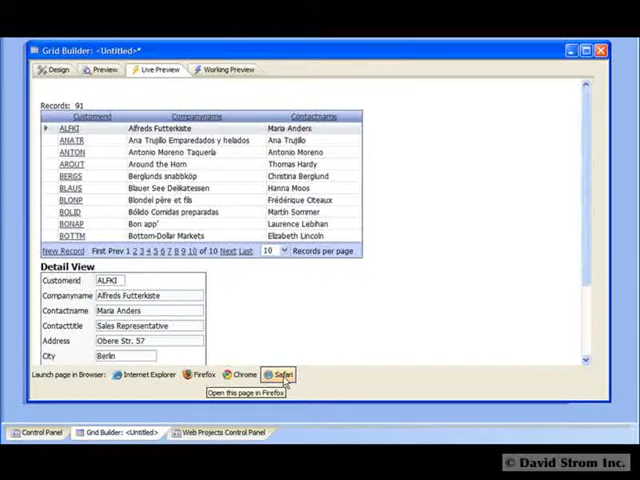 Grid Builder: <Untitled>*
Design Preview Live Preview Working Preview
Records: 91
Customerid Companyname Contactname
ALFKI Alfreds Futterkiste Maria Anders
ANATR Ana Trujillo Emparedados y helados Ana Trujillo
ANTON Antonio Moreno Taquería Antonio Moreno
AROUT Around the Horn Thomas Hardy
BERGS Berglunds snabbköp Christina Berglund
BLAUS Blauer See Delikatessen Hanna Moos
BLONP Blondel père et fils Frédérique Citeaux
BOLID Bólido Comidas preparadas Martín Sommer
BONAP Bon app' Laurence Lebihan
BOTTM Bottom-Dollar Markets Elizabeth Lincoln
New Record First Prev 1 2 3 4 5 6 7 8 9 10 of 10 Next Last 10 Records per page
Detail View
Customerid ALFKI
Companyname Alfreds Futterkiste
Contactname Maria Anders
Contacttitle Sales Representative
Address Obere Str. 57
City Berlin
Launch page in Browser: Internet Explorer Firefox Chrome Safari
Open this page in Firefox
Control Panel Grid Builder: <Untitled> Web Projects Control Panel
© David Strom Inc.